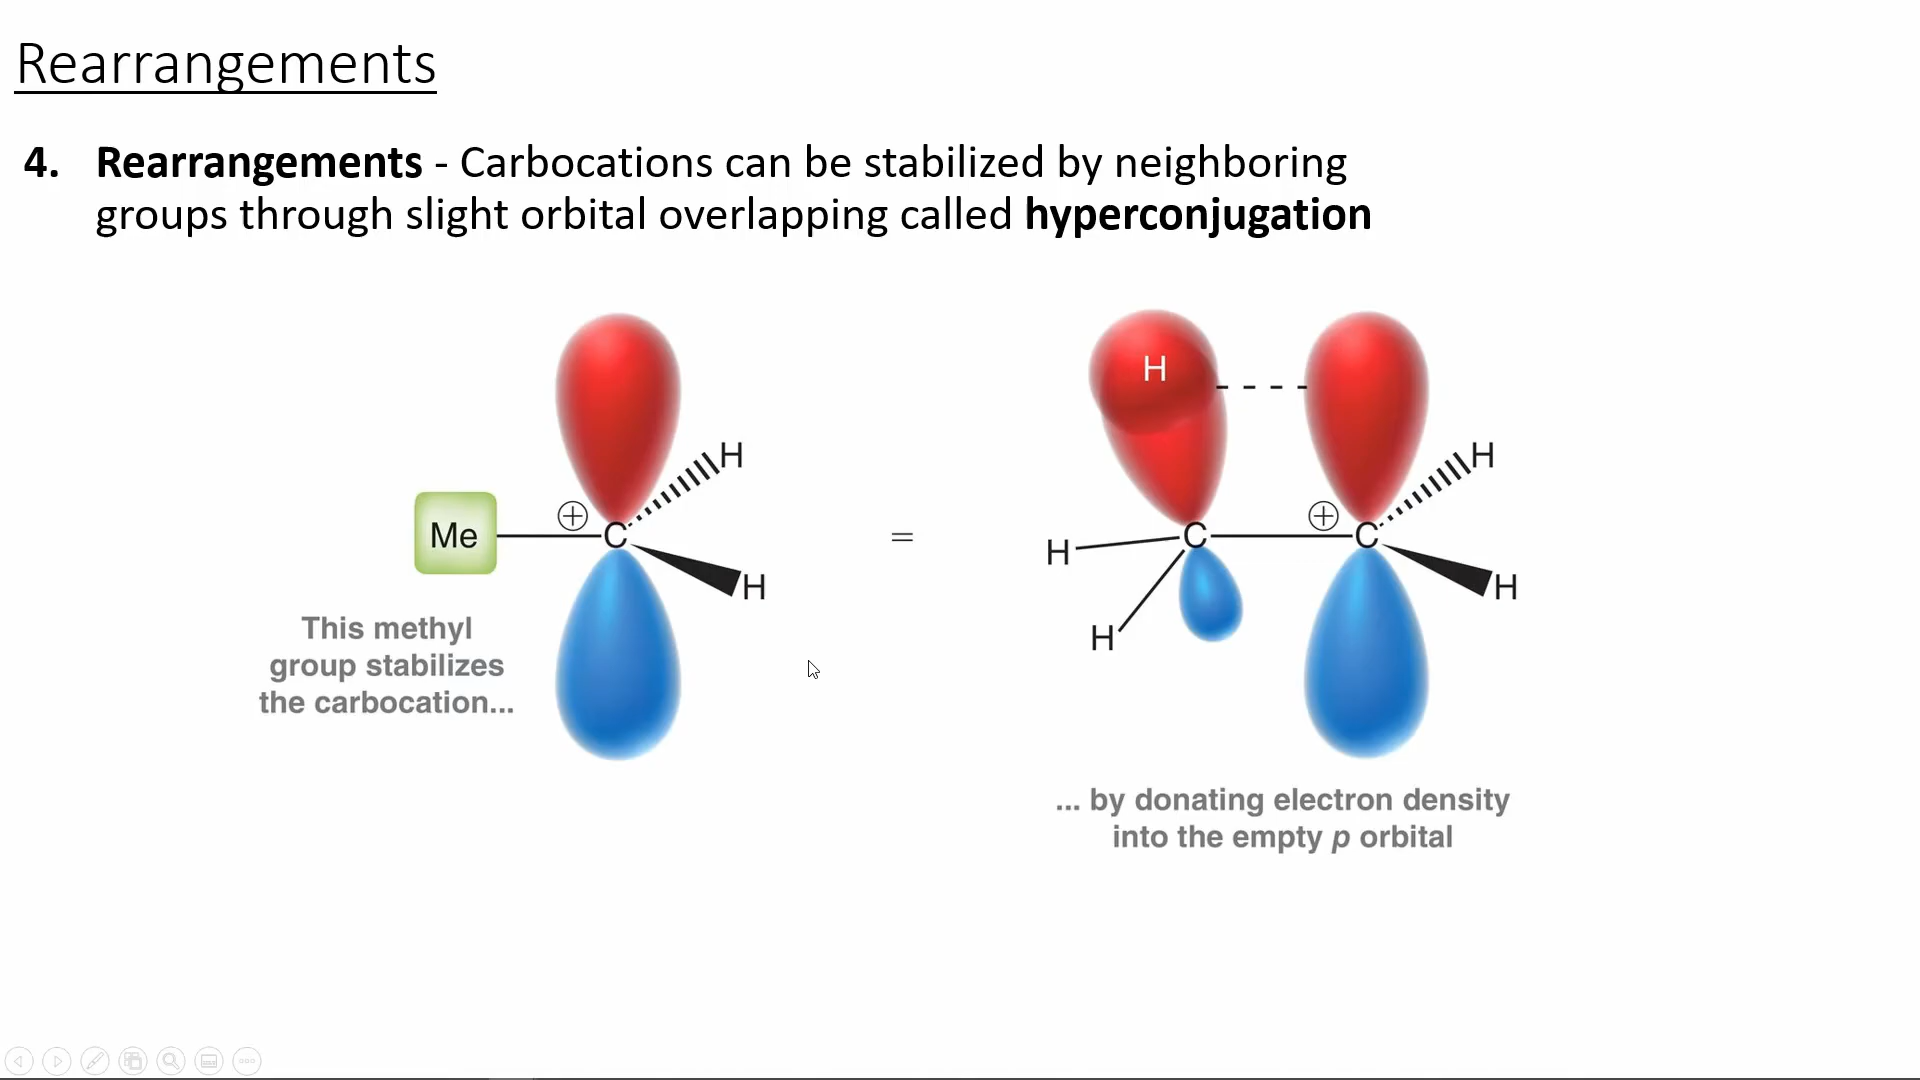 Rearrangements
4. Rearrangements - Carbocations can be stabilized by neighboring
groups through slight orbital overlapping called hyperconjugation
H
H
H
Me
⊕
C
⊕
C
C
=
H
H
H
H
This methyl
group stabilizes
the carbocation...
... by donating electron density
into the empty p orbital